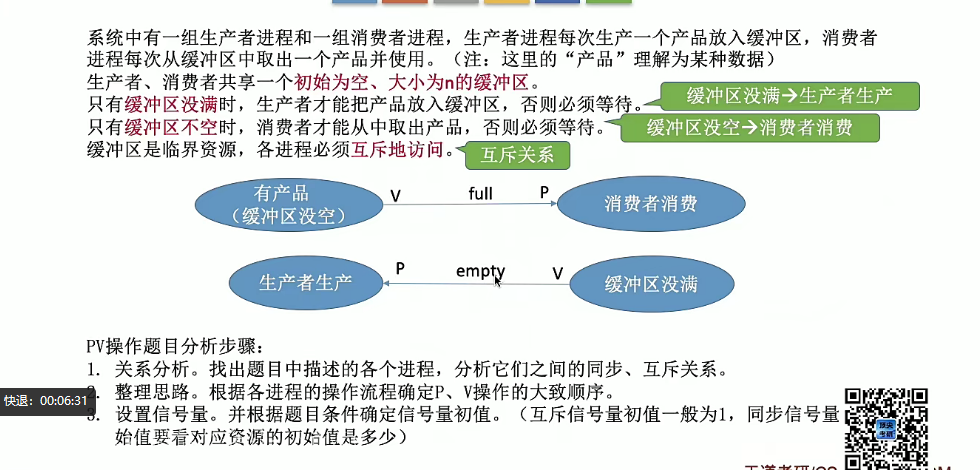 系统中有一组生产者进程和一组消费者进程，生产者进程每次生产一个产品放入缓冲区，消费者
进程每次从缓冲区中取出一个产品并使用。（注：这里的“产品”理解为某种数据）
生产者、消费者共享一个初始为空、大小为n的缓冲区。
只有缓冲区没满时，生产者才能把产品放入缓冲区，否则必须等待。
缓冲区没满→生产者生产
只有缓冲区不空时，消费者才能从中取出产品，否则必须等待。
缓冲区没空→消费者消费
缓冲区是临界资源，各进程必须互斥地访问。
互斥关系
有产品
（缓冲区没空）
V
full
P
消费者消费
生产者生产
P
empty
V
缓冲区没满
PV操作题目分析步骤：
1. 关系分析。找出题目中描述的各个进程，分析它们之间的同步、互斥关系。
2. 整理思路。根据各进程的操作流程确定P、V操作的大致顺序。
快退：00:06:31
3. 设置信号量。并根据题目条件确定信号量初值。（互斥信号量初值一般为1，同步信号量
始值要看对应资源的初始值是多少）